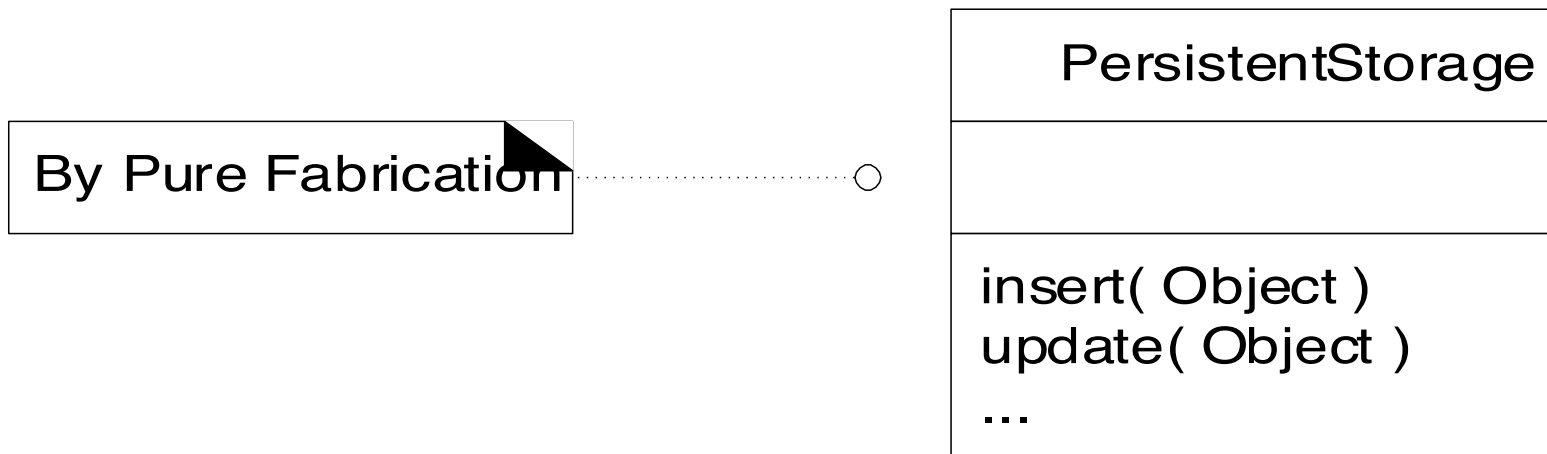 PersistentStorage
By Pure Fabrication
insert( Object )
update( Object )
...